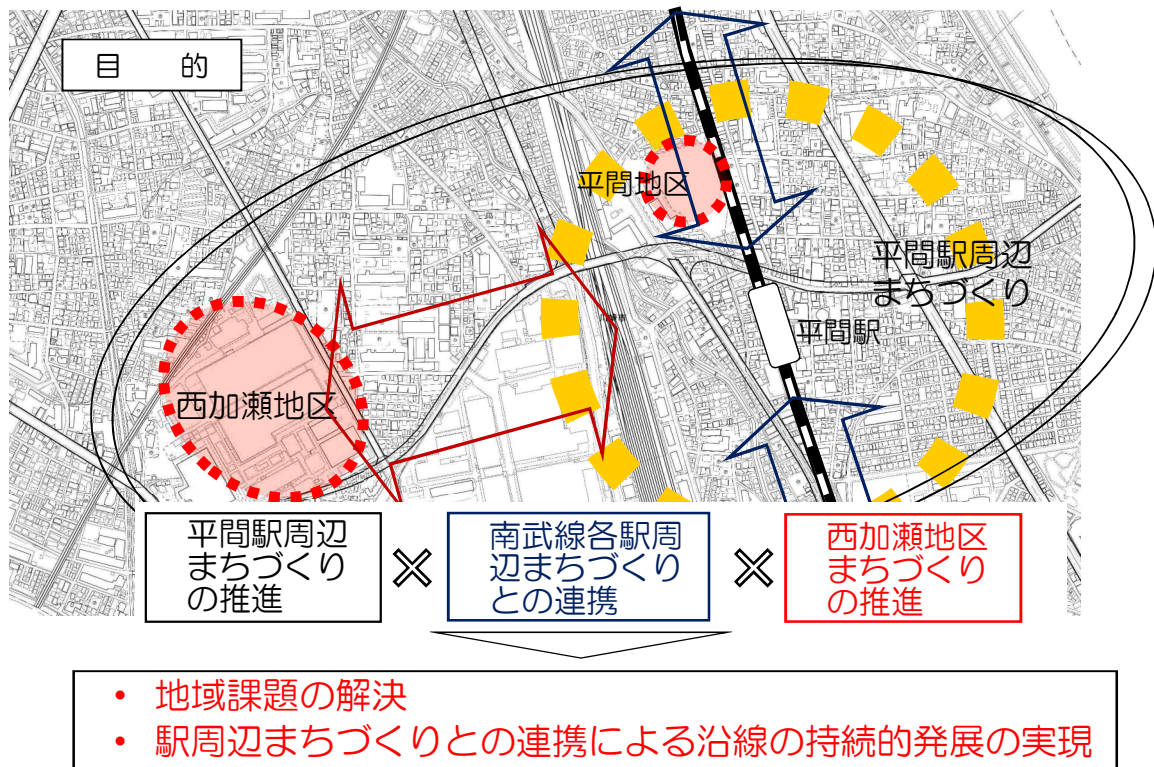 目　的
平間地区
平間駅周辺
まちづくり
平間駅
西加瀬地区
平間駅周辺
まちづくり
の推進
×
南武線各駅周
辺まちづくり
との連携
×
西加瀬地区
まちづくり
の推進
• 地域課題の解決
• 駅周辺まちづくりとの連携による沿線の持続的発展の実現